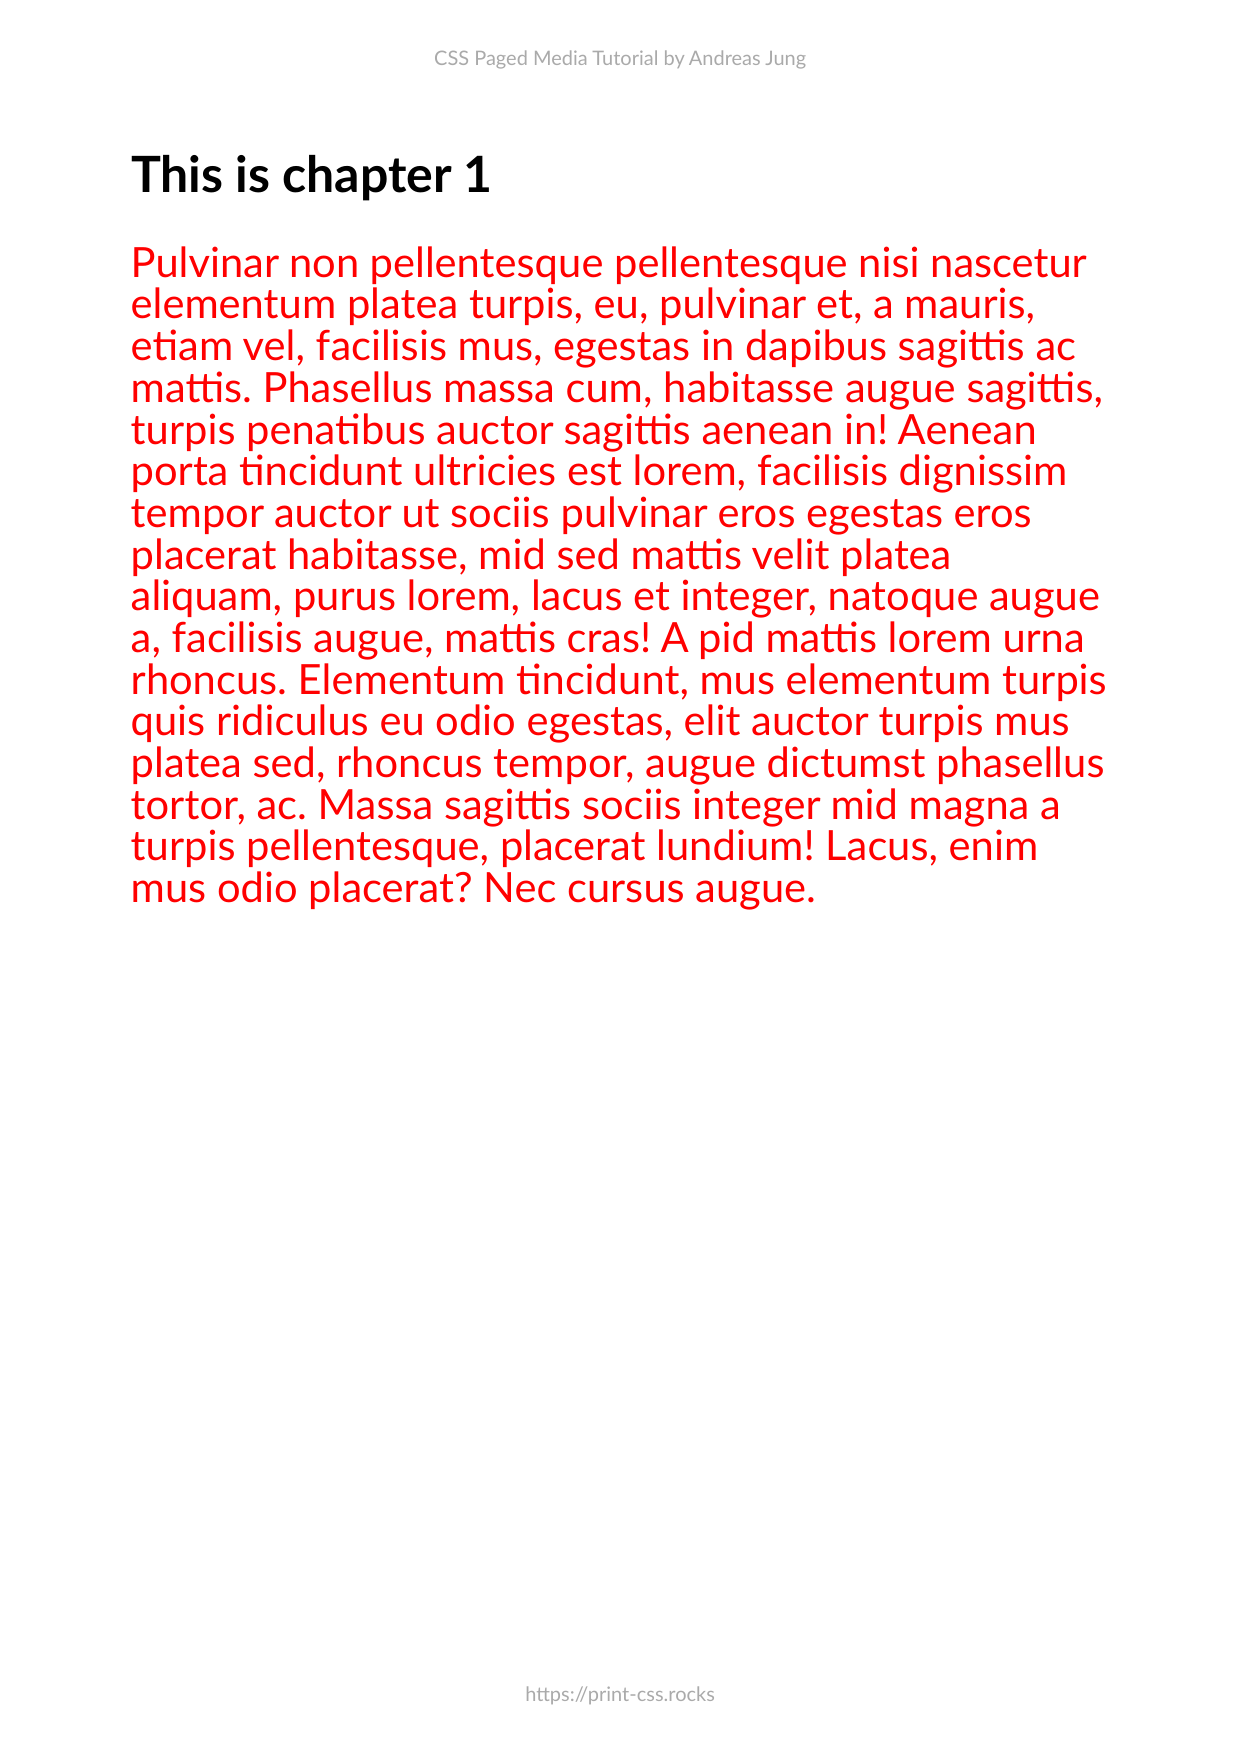 CSS Paged Media Tutorial by Andreas Jung
This is chapter 1
Pulvinar non pellentesque pellentesque nisi nascetur
elementum platea turpis, eu, pulvinar et, a mauris,
etiam vel, facilisis mus, egestas in dapibus sagittis ac
mattis. Phasellus massa cum, habitasse augue sagittis,
turpis penatibus auctor sagittis aenean in! Aenean
porta tincidunt ultricies est lorem, facilisis dignissim
tempor auctor ut sociis pulvinar eros egestas eros
placerat habitasse, mid sed mattis velit platea
aliquam, purus lorem, lacus et integer, natoque augue
a, facilisis augue, mattis cras! A pid mattis lorem urna
rhoncus. Elementum tincidunt, mus elementum turpis
quis ridiculus eu odio egestas, elit auctor turpis mus
platea sed, rhoncus tempor, augue dictumst phasellus
tortor, ac. Massa sagittis sociis integer mid magna a
turpis pellentesque, placerat lundium! Lacus, enim
mus odio placerat? Nec cursus augue.
https://print-css.rocks